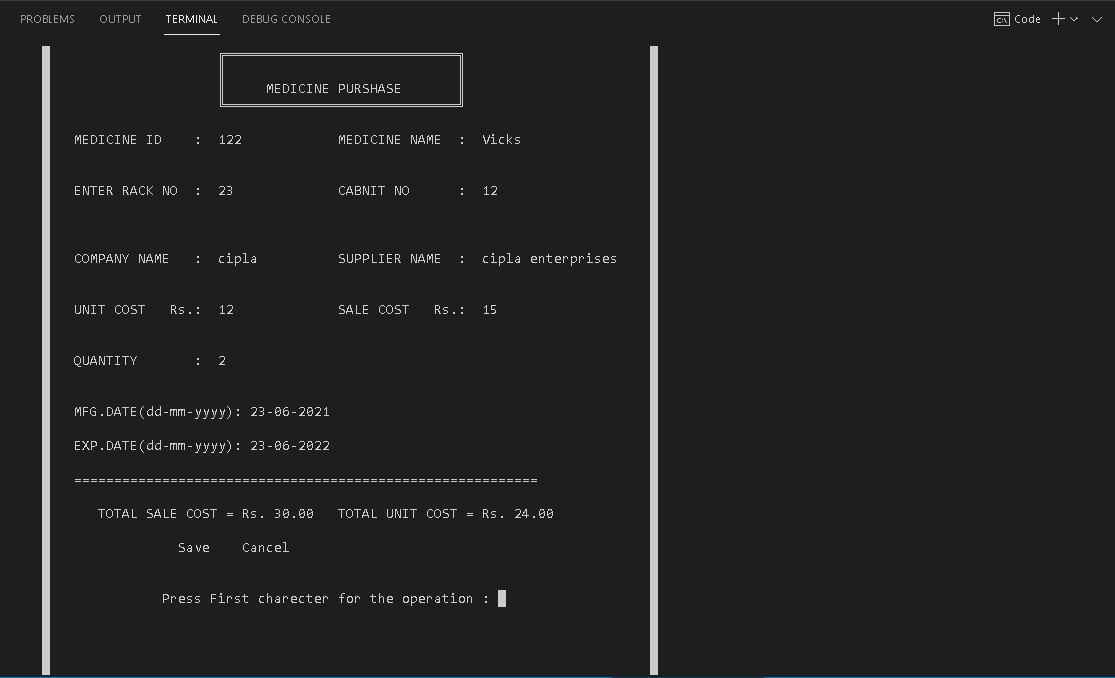 PROBLEMS OUTPUT TERMINAL DEBUG CONSOLE Code
MEDICINE PURSHASE
MEDICINE ID : 122 MEDICINE NAME : Vicks
ENTER RACK NO : 23 CABNIT NO : 12
COMPANY NAME : cipla SUPPLIER NAME : cipla enterprises
UNIT COST Rs.: 12 SALE COST Rs.: 15
QUANTITY : 2
MFG.DATE(dd-mm-yyyy): 23-06-2021
EXP.DATE(dd-mm-yyyy): 23-06-2022
==========================================================
TOTAL SALE COST = Rs. 30.00 TOTAL UNIT COST = Rs. 24.00
Save Cancel
Press First charecter for the operation :